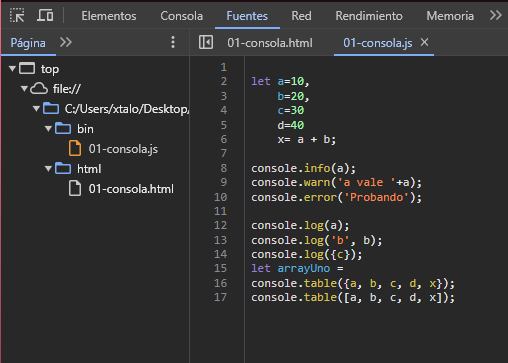 Elementos Consola Fuentes Red Rendimiento Memoria
Página 01-consola.html 01-consola.js
top
file://
C:/Users/xtalo/Desktop/
bin
01-consola.js
html
01-consola.html
1
2 let a=10,
3 b=20,
4 c=30
5 d=40
6 x= a + b;
7
8 console.info(a);
9 console.warn('a vale '+a);
10 console.error('Probando');
11
12 console.log(a);
13 console.log('b', b);
14 console.log({c});
15 let arrayUno =
16 console.table({a, b, c, d, x});
17 console.table([a, b, c, d, x]);